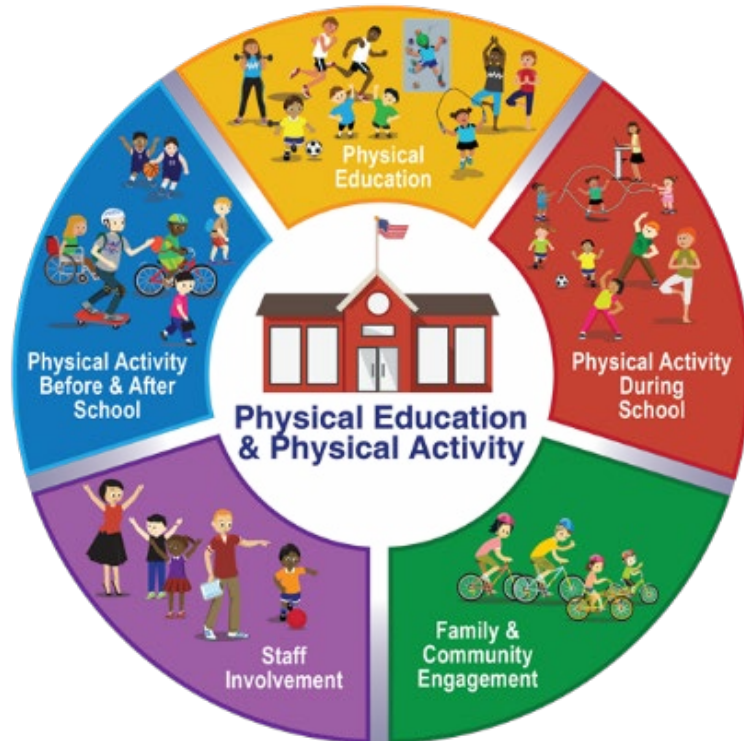 Physical
Education
Physical Activity
During
School
Family &
Community
Engagement
Staff
Involvement
Physical Activity
Before & After
School
Physical Education
& Physical Activity